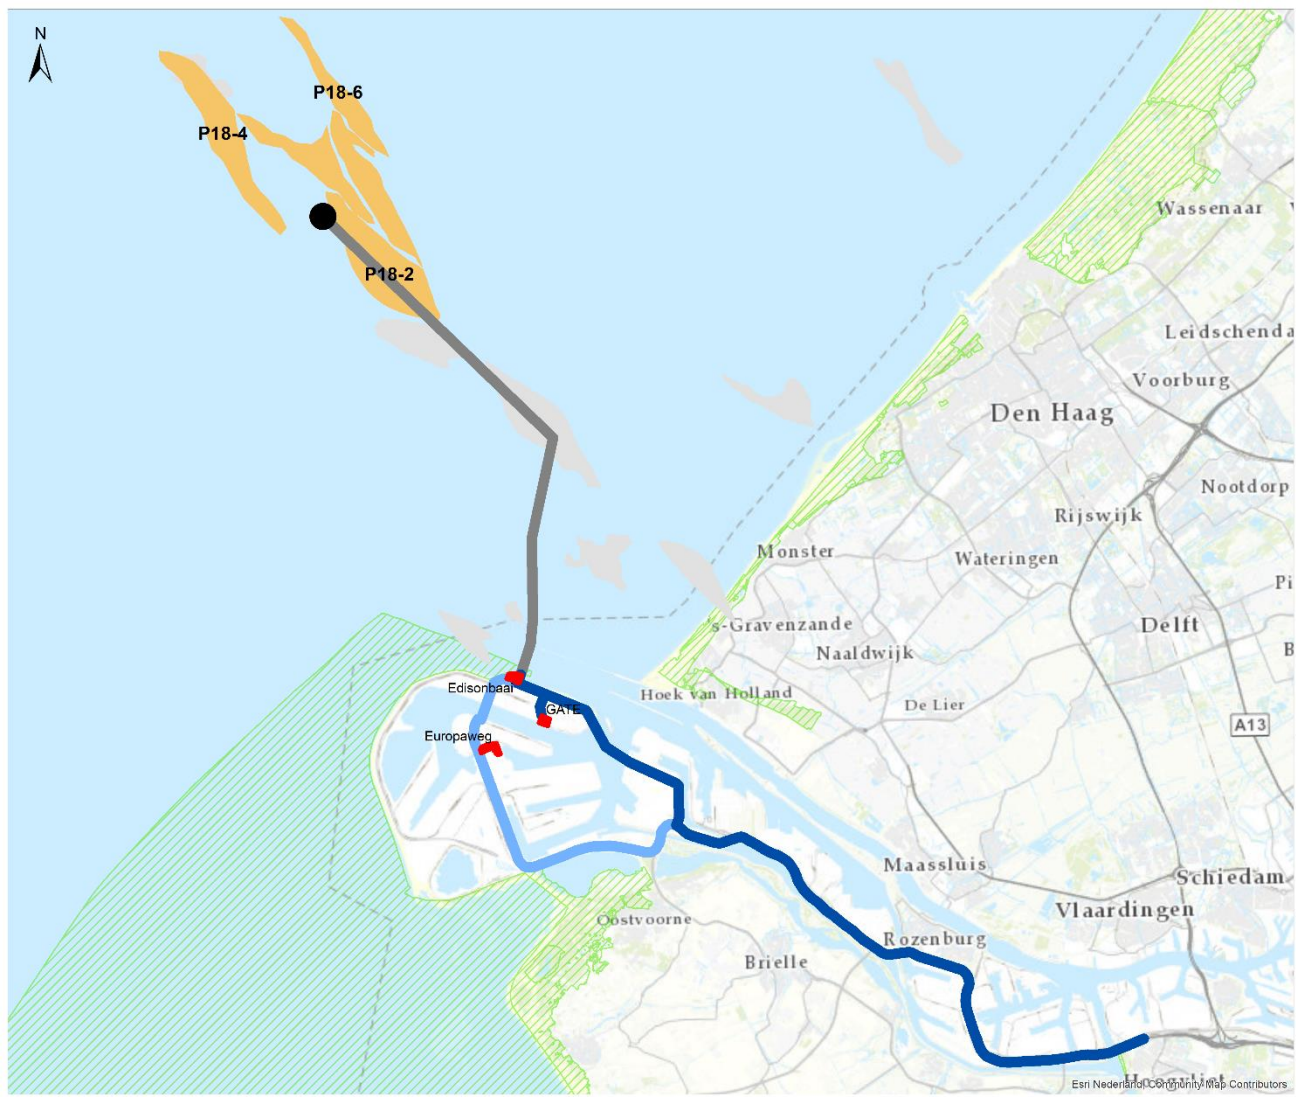 N
P18-6
P18-4
Wassenaar
P18-2
Leidschenda
Voorburg
Den Haag
Nootdorp
Rijswijk
Monster
Wateringen
Pi
's-Gravenzande
Delft
Naaldwijk
B
Edisonbaai
Hoek van Holland
De Lier
GATE
A13
Europaweg
Maassluis
Schiedam
Vlaardingen
Oostvoorne
Rozenburg
Brielle
Hoogvliet
Esri Nederland, Community Map Contributors